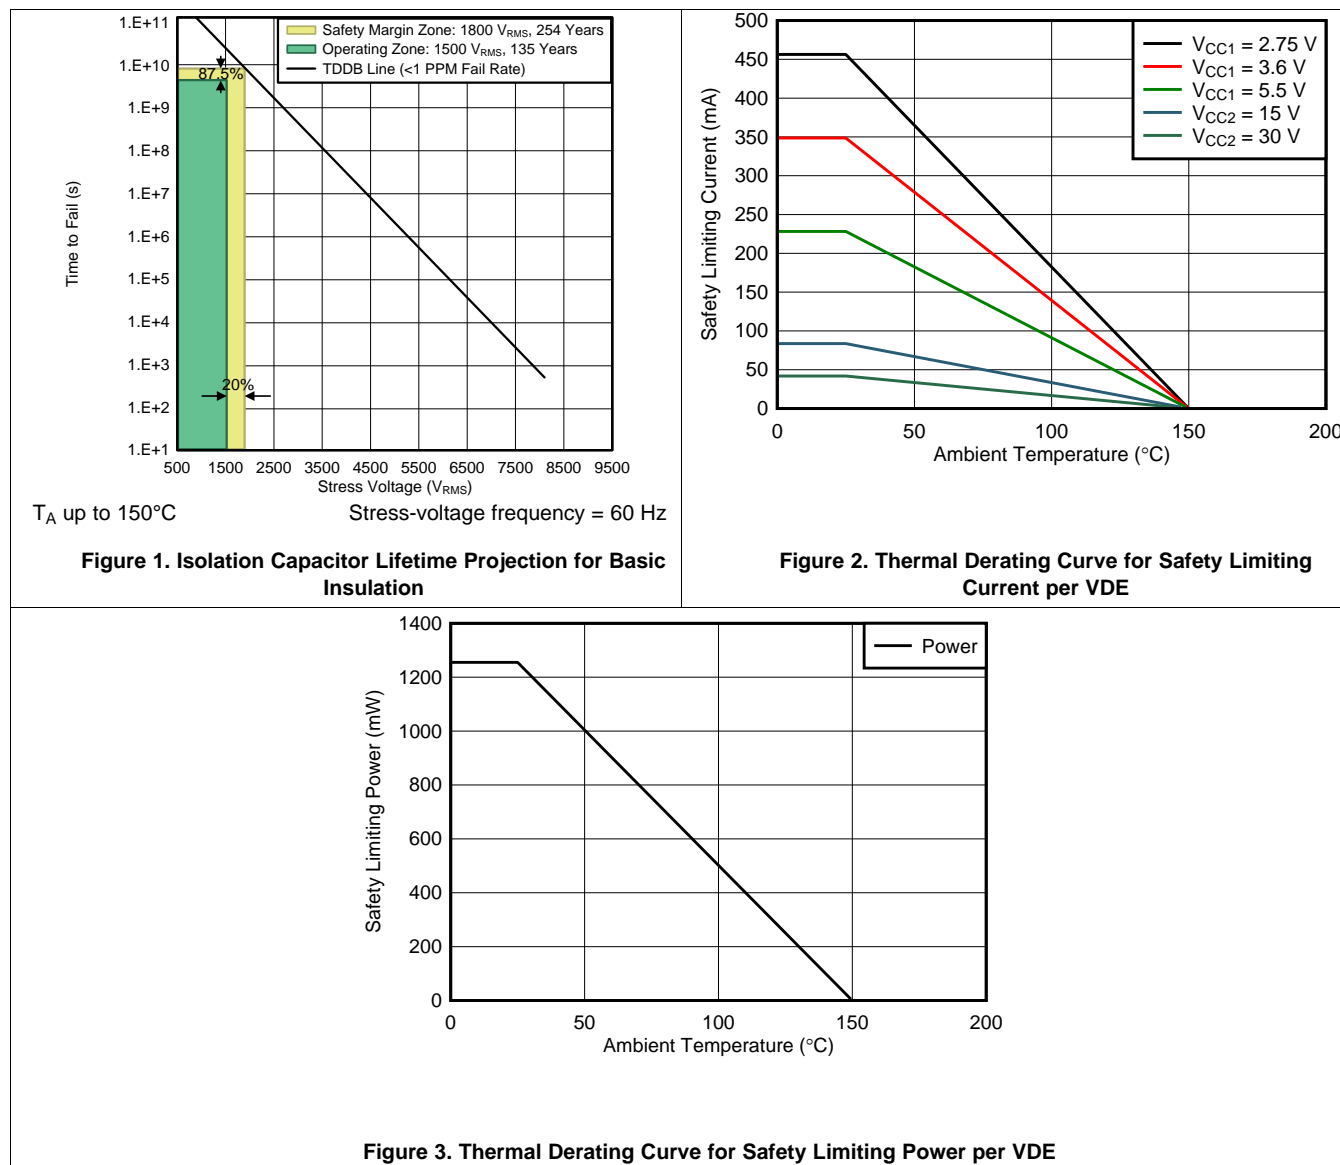 1.E+11
1.E+10
1.E+9
1.E+8
1.E+7
1.E+6
1.E+5
1.E+4
1.E+3
1.E+2
1.E+1
Time to Fail (s)
Safety Margin Zone: 1800 VRMS, 254 Years
Operating Zone: 1500 VRMS, 135 Years
TDDB Line (<1 PPM Fail Rate)
87.5%
20%
500 1500 2500 3500 4500 5500 6500 7500 8500 9500
Stress Voltage (VRMS)
TA up to 150°C Stress-voltage frequency = 60 Hz
Figure 1. Isolation Capacitor Lifetime Projection for Basic
Insulation
500
450
400
350
300
250
200
150
100
50
0
Safety Limiting Current (mA)
VCC1 = 2.75 V
VCC1 = 3.6 V
VCC1 = 5.5 V
VCC2 = 15 V
VCC2 = 30 V
0 50 100 150 200
Ambient Temperature (°C)
Figure 2. Thermal Derating Curve for Safety Limiting
Current per VDE
1400
1200
1000
800
600
400
200
0
Safety Limiting Power (mW)
Power
0 50 100 150 200
Ambient Temperature (°C)
Figure 3. Thermal Derating Curve for Safety Limiting Power per VDE